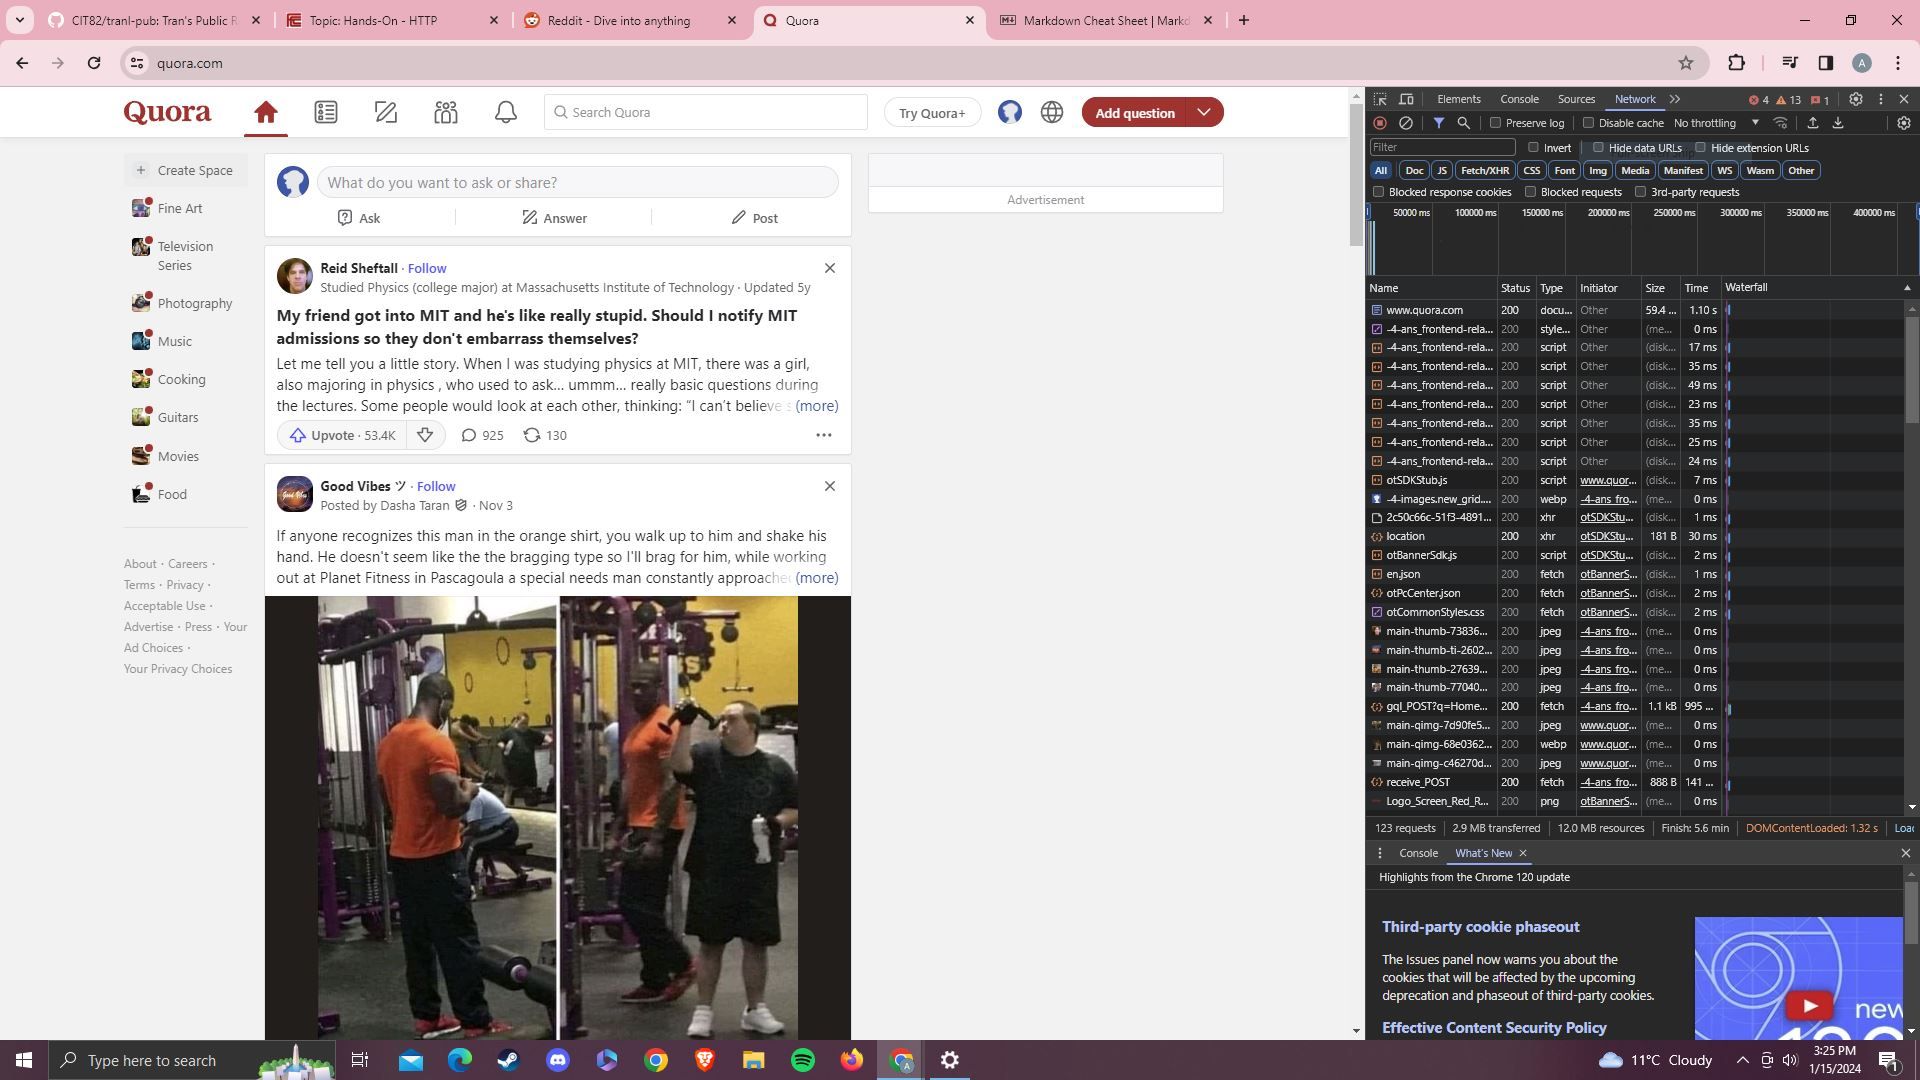 CIT82/tranl-pub: Tran's Public R
Topic: Hands-On - HTTP
Reddit - Dive into anything
Quora
Markdown Cheat Sheet | Markd
quora.com
A
Quora
Search Quora
Try Quora+
Add question
Create Space
Fine Art
Television
Series
Photography
Music
Cooking
Guitars
Movies
Food
About · Careers ·
Terms · Privacy ·
Acceptable Use ·
Advertise · Press · Your
Ad Choices ·
Your Privacy Choices
What do you want to ask or share?
Ask
Answer
Post
Reid Sheftall · Follow
Studied Physics (college major) at Massachusetts Institute of Technology · Updated 5y
My friend got into MIT and he's like really stupid. Should I notify MIT
admissions so they don't embarrass themselves?
Let me tell you a little story. When I was studying physics at MIT, there was a girl,
also majoring in physics , who used to ask... ummm... really basic questions during
the lectures. Some people would look at each other, thinking: “I can’t believe s (more)
Upvote · 53.4K
925
130
Good Vibes ツ · Follow
Posted by Dasha Taran · Nov 3
If anyone recognizes this man in the orange shirt, you walk up to him and shake his
hand. He doesn't seem like the the bragging type so I'll brag for him, while working
out at Planet Fitness in Pascagoula a special needs man constantly approache (more)
Advertisement
Elements Console Sources Network 4 13 1
Preserve log Disable cache No throttling
Filter Invert Hide data URLs Hide extension URLs
All Doc JS Fetch/XHR CSS Font Img Media Manifest WS Wasm Other
Blocked response cookies Blocked requests 3rd-party requests
50000 ms 100000 ms 150000 ms 200000 ms 250000 ms 300000 ms 350000 ms 400000 ms
Name Status Type Initiator Size Time Waterfall
www.quora.com 200 docu... Other 59.4 ... 1.10 s
-4-ans_frontend-rela... 200 style... Other (me... 0 ms
-4-ans_frontend-rela... 200 script Other (disk... 17 ms
-4-ans_frontend-rela... 200 script Other (disk... 35 ms
-4-ans_frontend-rela... 200 script Other (disk... 49 ms
-4-ans_frontend-rela... 200 script Other (disk... 23 ms
-4-ans_frontend-rela... 200 script Other (disk... 35 ms
-4-ans_frontend-rela... 200 script Other (disk... 25 ms
-4-ans_frontend-rela... 200 script Other (disk... 24 ms
otSDKStub.js 200 script www.quor... (disk... 7 ms
-4-images.new_grid.... 200 webp -4-ans_fro... (me... 0 ms
2c50c66c-51f3-4891... 200 xhr otSDKStu... (disk... 1 ms
location 200 xhr otSDKStu... 181 B 30 ms
otBannerSdk.js 200 script otSDKStu... (disk... 2 ms
en.json 200 fetch otBannerS... (disk... 1 ms
otPcCenter.json 200 fetch otBannerS... (disk... 2 ms
otCommonStyles.css 200 fetch otBannerS... (disk... 2 ms
main-thumb-73836... 200 jpeg -4-ans_fro... (me... 0 ms
main-thumb-ti-2602... 200 jpeg -4-ans_fro... (me... 0 ms
main-thumb-27639... 200 jpeg -4-ans_fro... (me... 0 ms
main-thumb-77040... 200 jpeg -4-ans_fro... (me... 0 ms
gql_POST?q=Home... 200 fetch -4-ans_fro... 1.1 kB 995 ...
main-qimg-7d90fe5... 200 jpeg www.quor... (me... 0 ms
main-qimg-68e0362... 200 webp www.quor... (me... 0 ms
main-qimg-c46270d... 200 jpeg www.quor... (me... 0 ms
receive_POST 200 fetch -4-ans_fro... 888 B 141 ...
Logo_Screen_Red_R... 200 png otBannerS... (me... 0 ms
123 requests 2.9 MB transferred 12.0 MB resources Finish: 5.6 min DOMContentLoaded: 1.32 s Load
Console What's New
Highlights from the Chrome 120 update
Third-party cookie phaseout
The Issues panel now warns you about the
cookies that will be affected by the upcoming
deprecation and phaseout of third-party cookies.
Effective Content Security Policy
new
Type here to search
11°C Cloudy
3:25 PM
1/15/2024
1